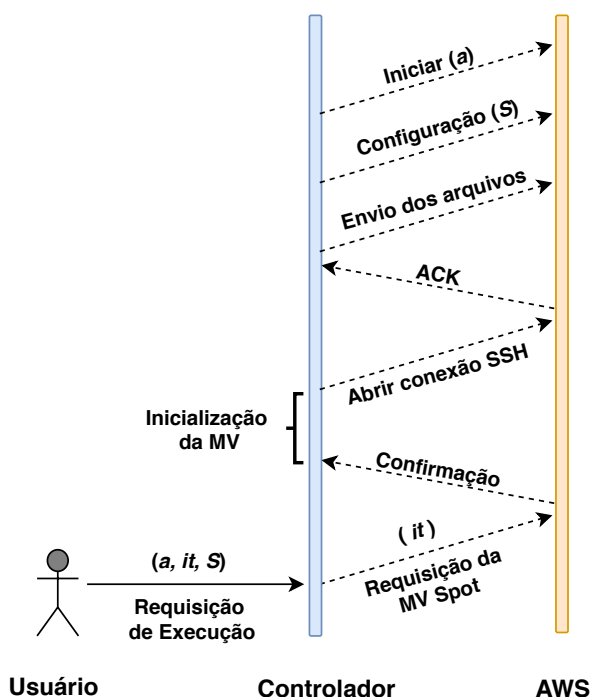 Iniciar (a)
Configuração (S)
Envio dos arquivos
ACK
Abrir conexão SSH
Inicialização
da MV
Confirmação
( it )
Requisição da
MV Spot
(a, it, S)
Requisição
de Execução
Usuário
Controlador
AWS